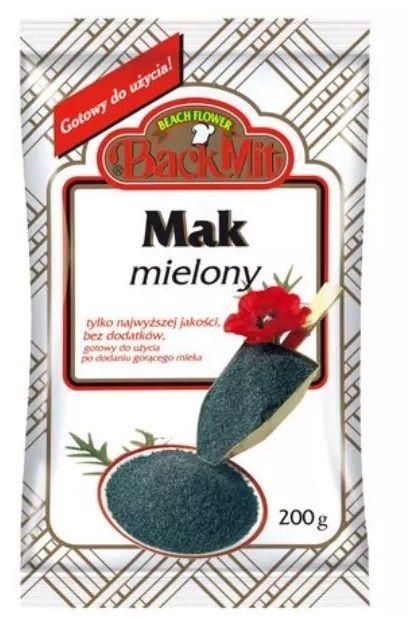 Gotowy do użycia!
BEACH FLOWER
BackMit
®
Mak
mielony
tylko najwyższej jakości,
bez dodatków,
gotowy do użycia
po dodaniu gorącego mleka
200 g